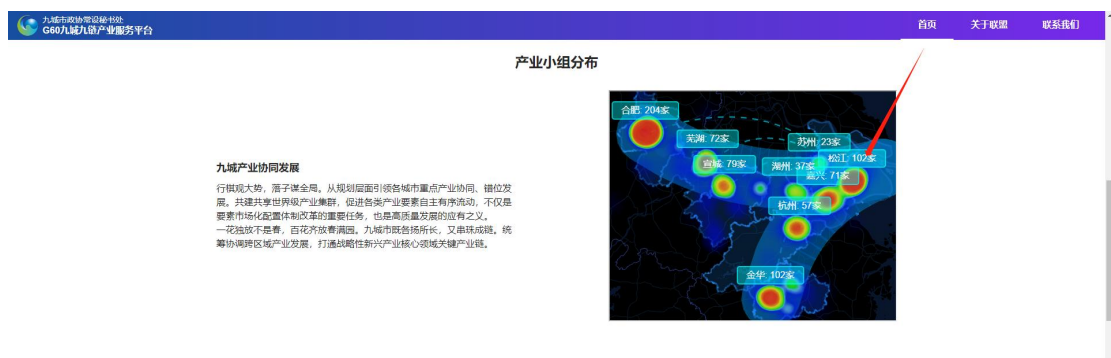 九城市政协常设秘书处
G60九城九链产业服务平台
首页
关于联盟
联系我们
产业小组分布
九城产业协同发展
行棋观大势，落子谋全局。从规划层面引领各城市重点产业协同、错位发
展。共建共享世界级产业集群，促进各类产业要素自主有序流动，不仅是
要素市场化配置体制改革的重要任务，也是高质量发展的应有之义。
一花独放不是春，百花齐放春满园。九城市既各扬所长，又串珠成链。统
筹协调跨区域产业发展，打通战略性新兴产业核心领域关键产业链。
合肥: 204家
芜湖: 72家
苏州: 23家
宣城: 79家
湖州: 37家
松江: 102家
嘉兴: 71家
杭州: 57家
金华: 102家